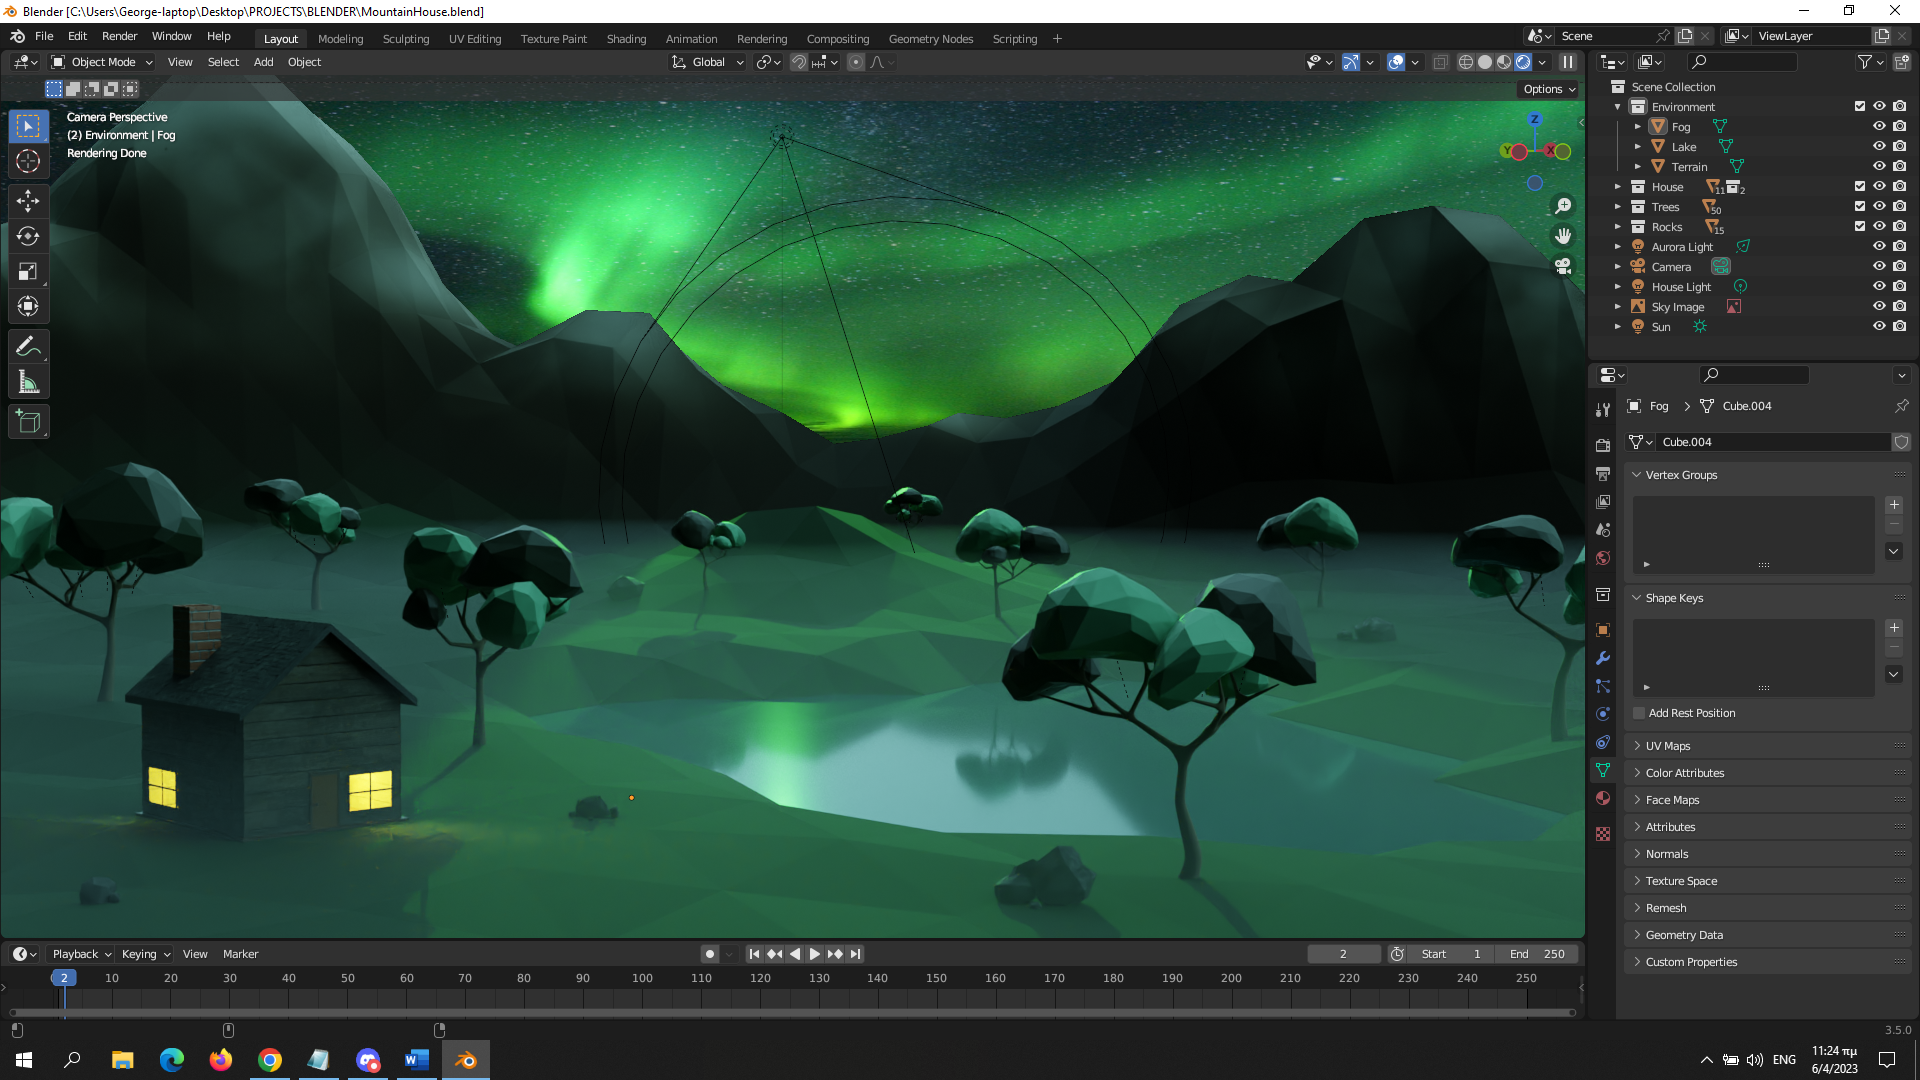 Blender [C:\Users\George-laptop\Desktop\PROJECTS\BLENDER\MountainHouse.blend]
File Edit Render Window Help Layout Modeling Sculpting UV Editing Texture Paint Shading Animation Rendering Compositing Geometry Nodes Scripting + Scene ViewLayer
Object Mode View Select Add Object Global
Options
Camera Perspective
(2) Environment | Fog
Rendering Done
Z
Y X
Scene Collection
Environment
Fog
Lake
Terrain
House 11 2
Trees 50
Rocks 15
Aurora Light
Camera
House Light
Sky Image
Sun
Fog > Cube.004
Cube.004
Vertex Groups
Shape Keys
Add Rest Position
UV Maps
Color Attributes
Face Maps
Attributes
Normals
Texture Space
Remesh
Geometry Data
Custom Properties
Playback Keying View Marker 2 Start 1 End 250
2 10 20 30 40 50 60 70 80 90 100 110 120 130 140 150 160 170 180 190 200 210 220 230 240 250
3.5.0
W ENG 11:24 πμ
6/4/2023